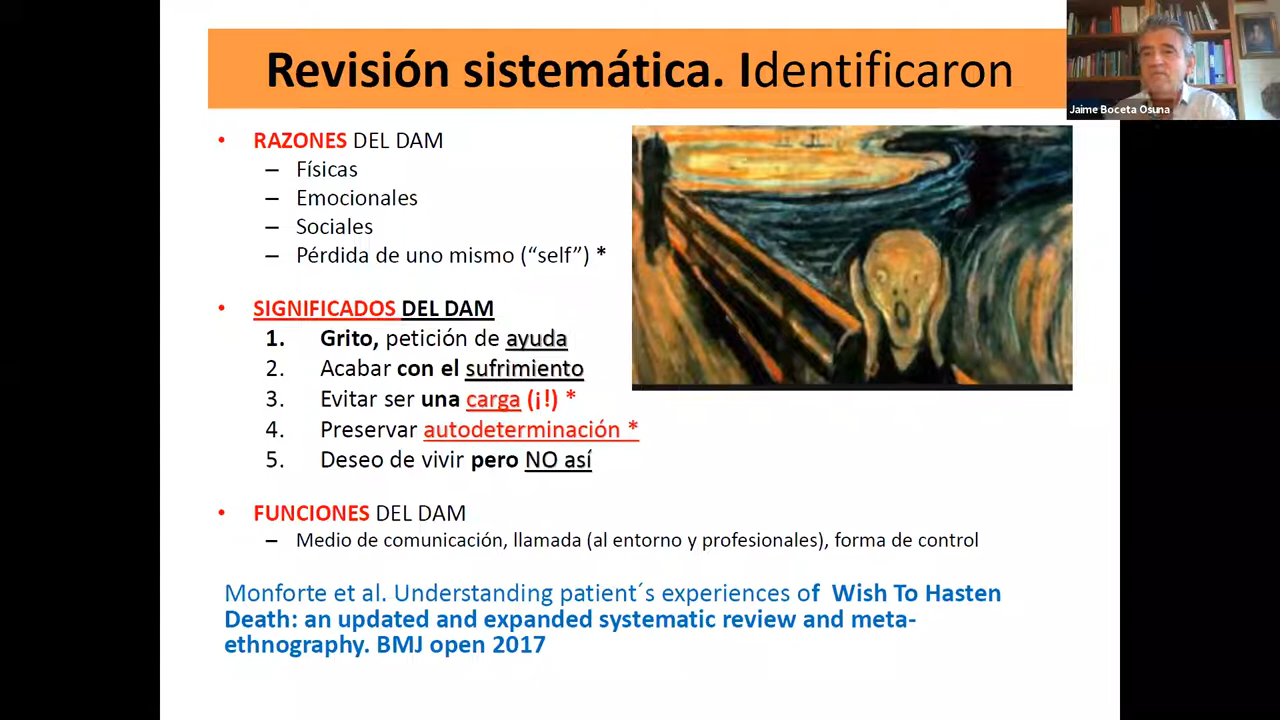 Revisión sistemática. Identificaron
Jaime Boceta Osuna
• RAZONES DEL DAM
– Físicas
– Emocionales
– Sociales
– Pérdida de uno mismo (“self”) *
• SIGNIFICADOS DEL DAM
1. Grito, petición de ayuda
2. Acabar con el sufrimiento
3. Evitar ser una carga (¡!) *
4. Preservar autodeterminación *
5. Deseo de vivir pero NO así
• FUNCIONES DEL DAM
– Medio de comunicación, llamada (al entorno y profesionales), forma de control
Monforte et al. Understanding patient´s experiences of Wish To Hasten
Death: an updated and expanded systematic review and meta-
ethnography. BMJ open 2017